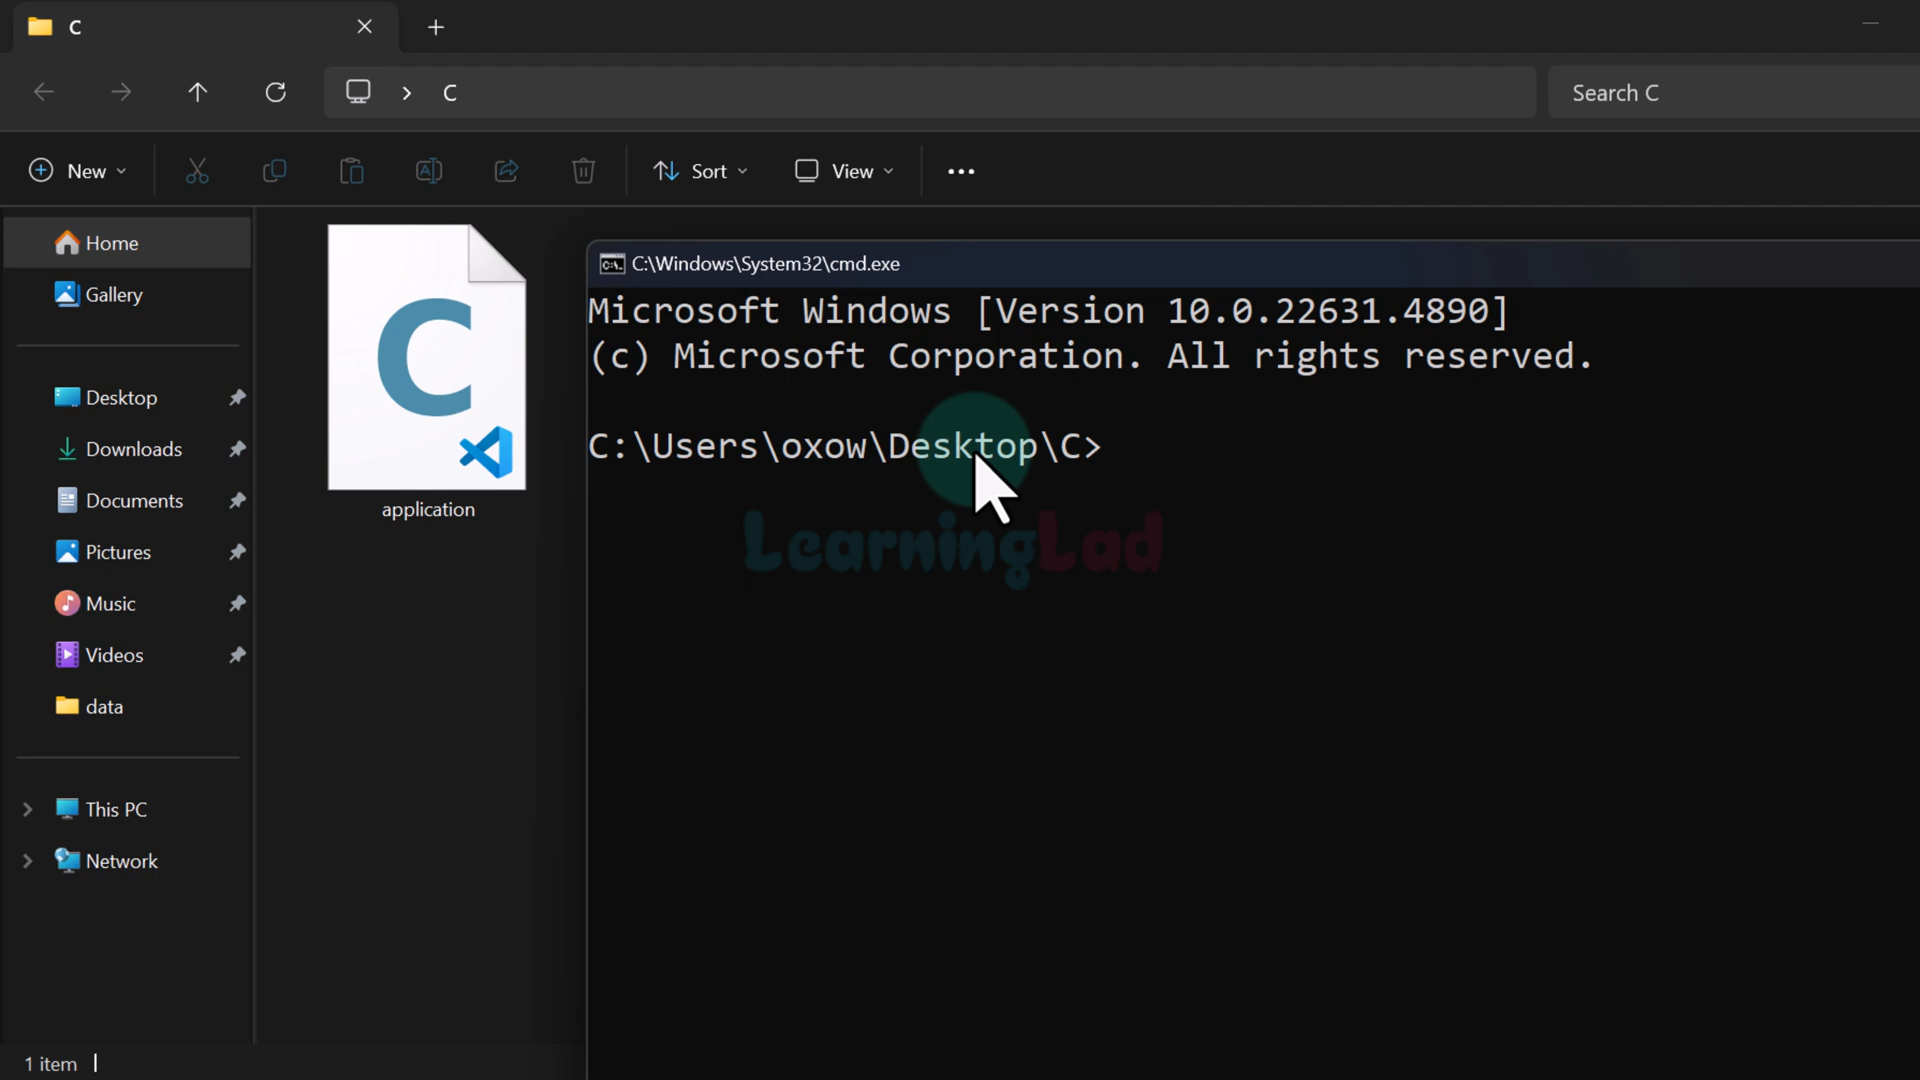 C
C
Search C
New
Sort
View
Home
Gallery
Desktop
Downloads
Documents
Pictures
Music
Videos
data
This PC
Network
C
application
C:\Windows\System32\cmd.exe
Microsoft Windows [Version 10.0.22631.4890]
(c) Microsoft Corporation. All rights reserved.
C:\Users\oxow\Desktop\C>
LearningLad
1 item